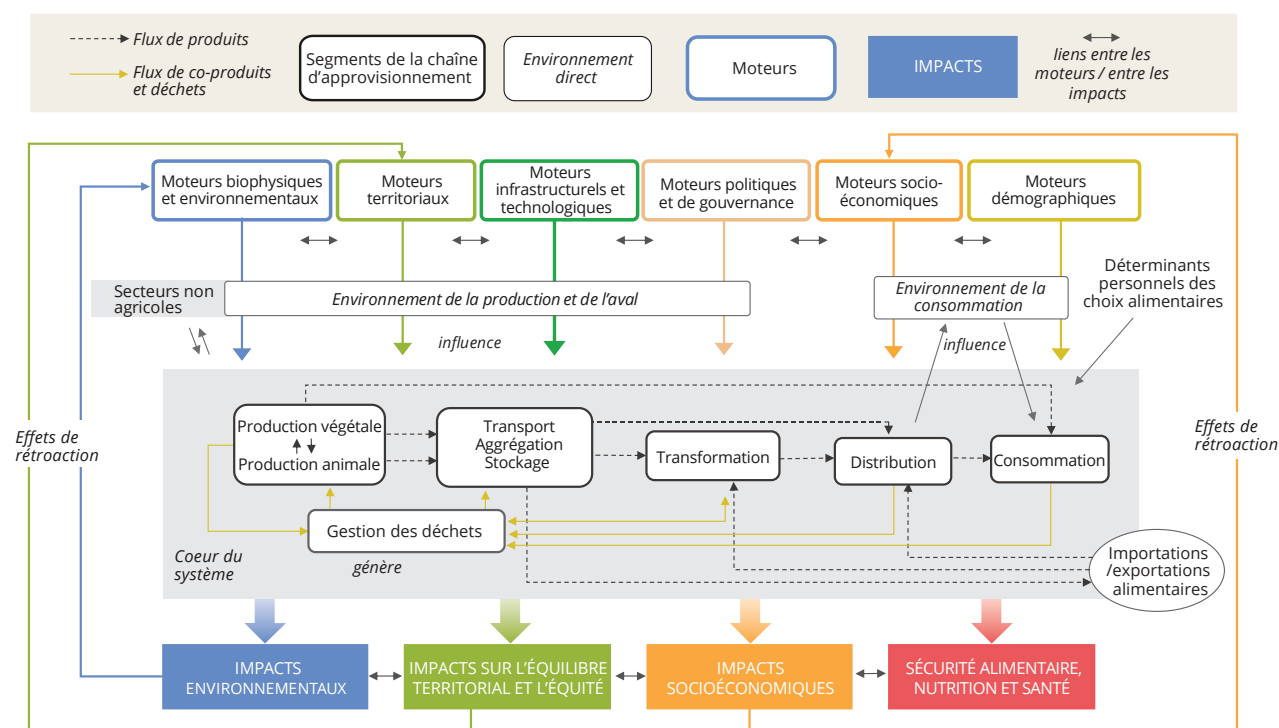 Flux de produits
Flux de co-produits
et déchets
Segments de la chaîne
d'approvisionnement
Environnement
direct
Moteurs
IMPACTS
liens entre les
moteurs / entre les
impacts
Moteurs biophysiques
et environnementaux
Moteurs
territoriaux
Moteurs
infrastructurels et
technologiques
Moteurs politiques
et de gouvernance
Moteurs socio-
économiques
Moteurs
démographiques
Secteurs non
agricoles
Environnement de la production et de l'aval
Environnement de la
consommation
Déterminants
personnels des
choix alimentaires
influence
influence
Effets de
rétroaction
Effets de
rétroaction
Production végétale
Production animale
Transport
Aggrégation
Stockage
Transformation
Distribution
Consommation
Gestion des déchets
Coeur du
système
génère
Importations
/exportations
alimentaires
IMPACTS
ENVIRONNEMENTAUX
IMPACTS SUR L'ÉQUILIBRE
TERRITORIAL ET L'ÉQUITÉ
IMPACTS
SOCIOÉCONOMIQUES
SÉCURITÉ ALIMENTAIRE,
NUTRITION ET SANTÉ